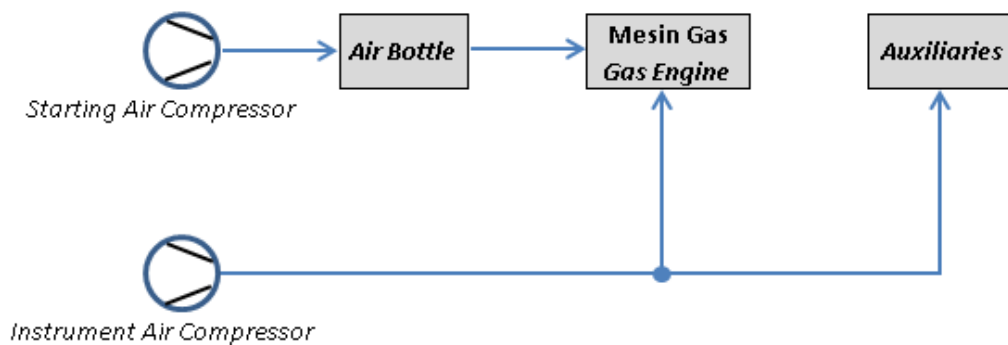 Air Bottle
Mesin Gas
Gas Engine
Auxiliaries
Starting Air Compressor
Instrument Air Compressor